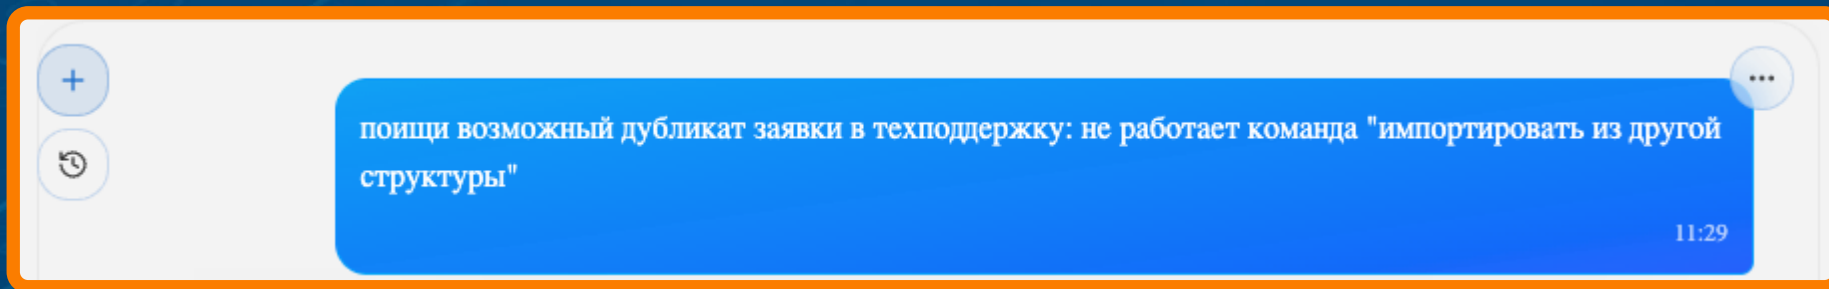 поищи возможный дубликат заявки в техподдержку: не работает команда "импортировать из другой
структуры"
11:29